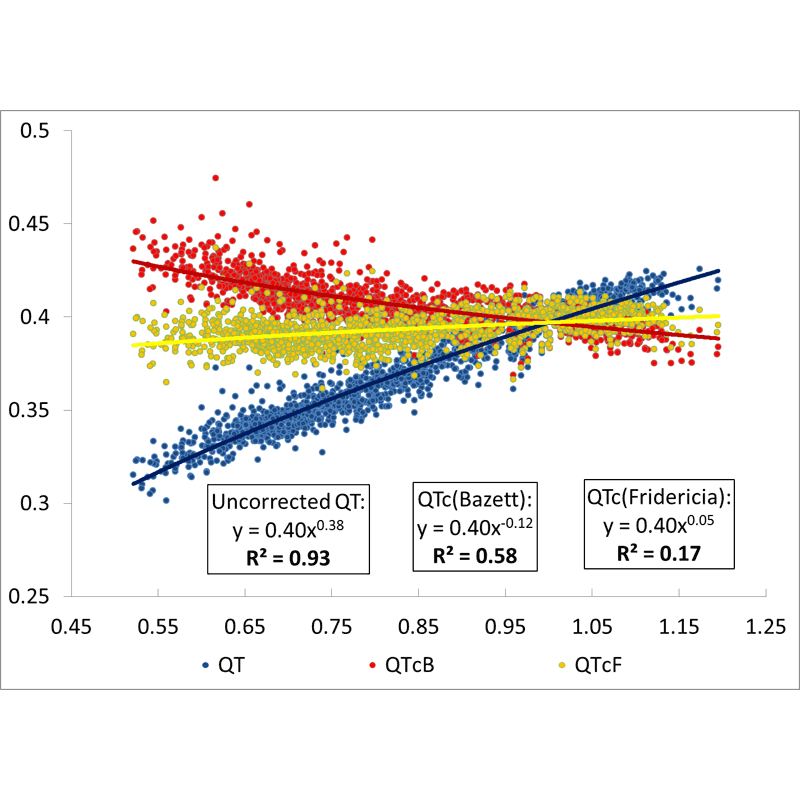 0.5
0.45
0.4
0.35
0.3
0.25
Uncorrected QT:
y = 0.40x^0.38
R² = 0.93
QTc(Bazett):
y = 0.40x^-0.12
R² = 0.58
QTc(Fridericia):
y = 0.40x^0.05
R² = 0.17
0.45 0.55 0.65 0.75 0.85 0.95 1.05 1.15 1.25
QT QTcB QTcF